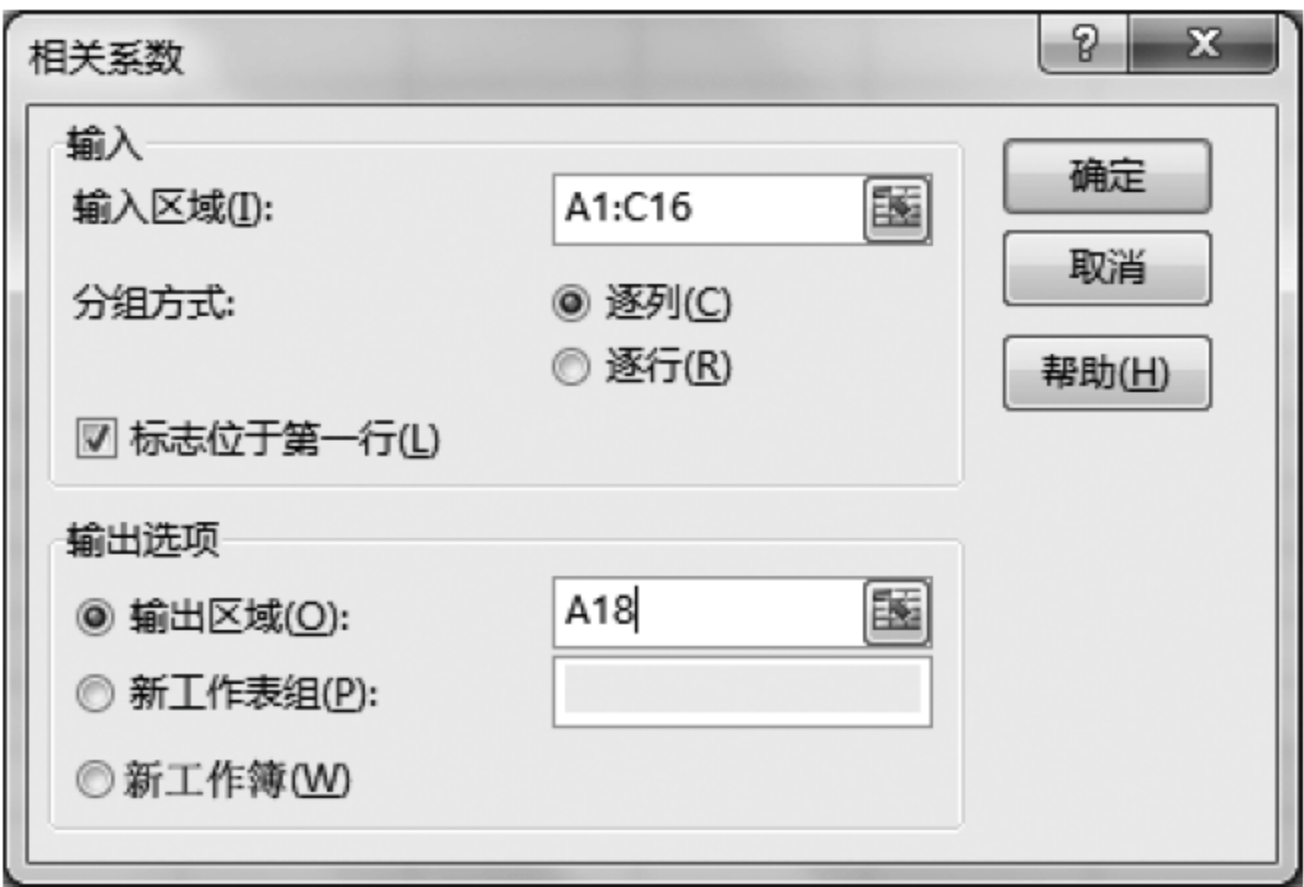 相关系数
?
X
输入
输入区域(I):
A1:C16
分组方式:
逐列(C)
逐行(R)
标志位于第一行(L)
输出选项
输出区域(O):
A18
新工作表组(P):
新工作簿(W)
确定
取消
帮助(H)